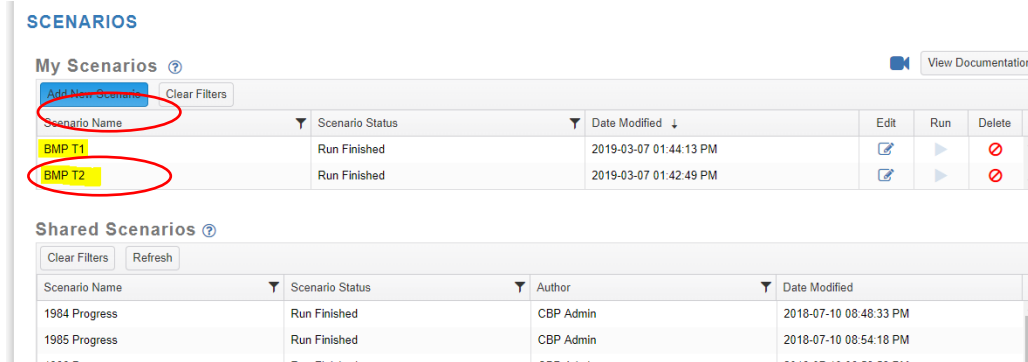 SCENARIOS
My Scenarios
View Documentation
Add New Scenario Clear Filters
Scenario Name Scenario Status Date Modified ↓ Edit Run Delete
BMP T1 Run Finished 2019-03-07 01:44:13 PM
BMP T2 Run Finished 2019-03-07 01:42:49 PM
Shared Scenarios
Clear Filters Refresh
Scenario Name Scenario Status Author Date Modified
1984 Progress Run Finished CBP Admin 2018-07-10 08:48:33 PM
1985 Progress Run Finished CBP Admin 2018-07-10 08:54:18 PM